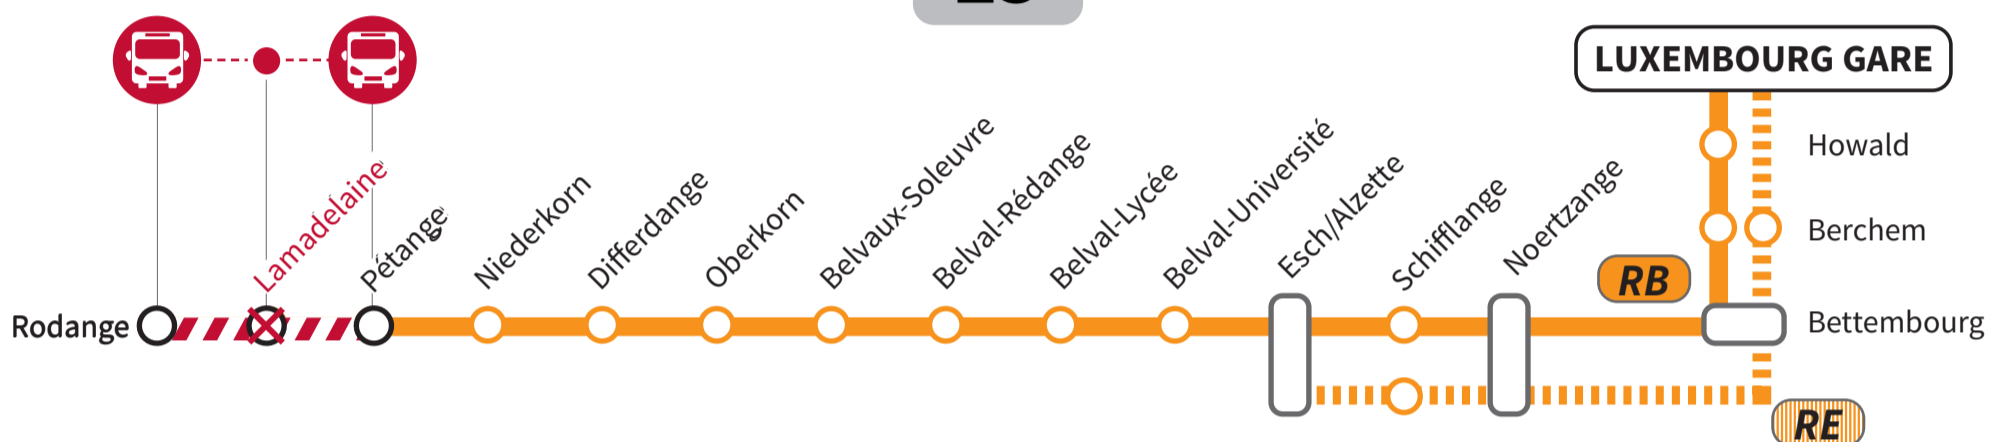 LUXEMBOURG GARE
Howald
Berchem
Bettembourg
RB
RE
Rodange
Lamadelaine
Pétange
Niederkorn
Differdange
Oberkorn
Belvaux-Soleuvre
Belval-Rédange
Belval-Lycée
Belval-Université
Esch/Alzette
Schifflange
Noertzange